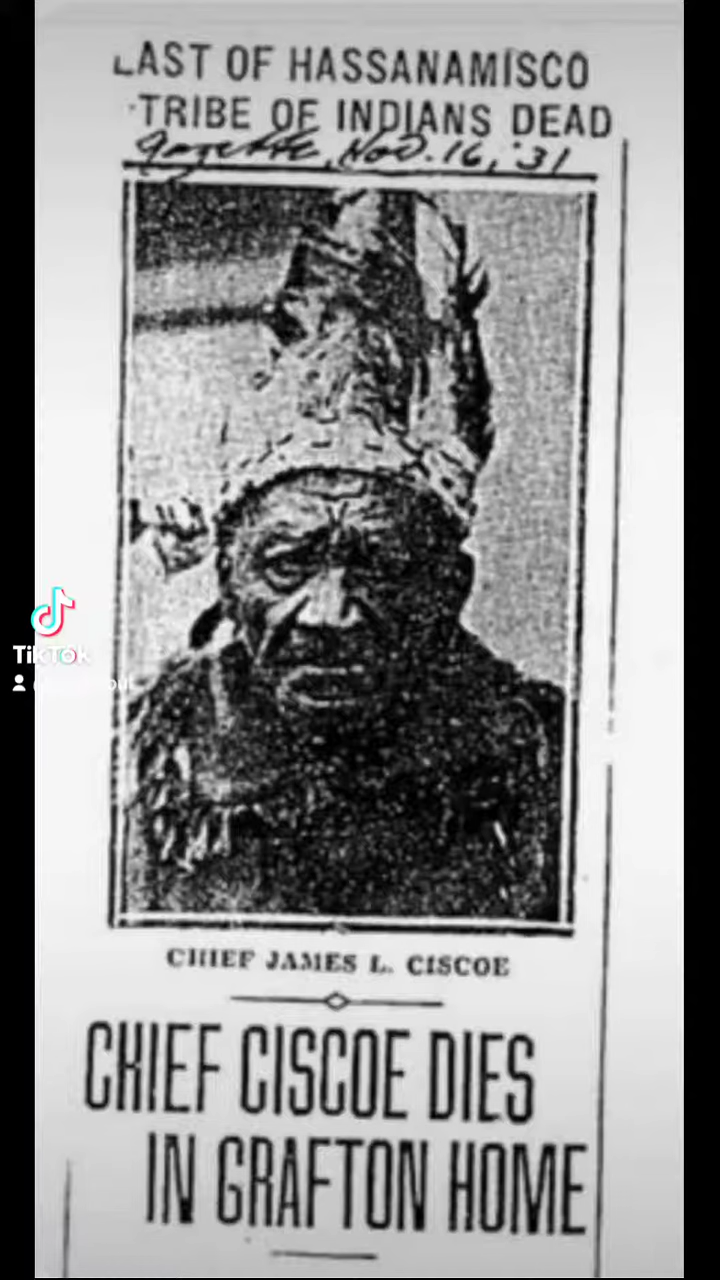 LAST OF HASSANAMISCO
TRIBE OF INDIANS DEAD
Gazette, Nov. 16, '31
TikTok
CHIEF JAMES L. CISCOE
CHIEF CISCOE DIES
IN GRAFTON HOME